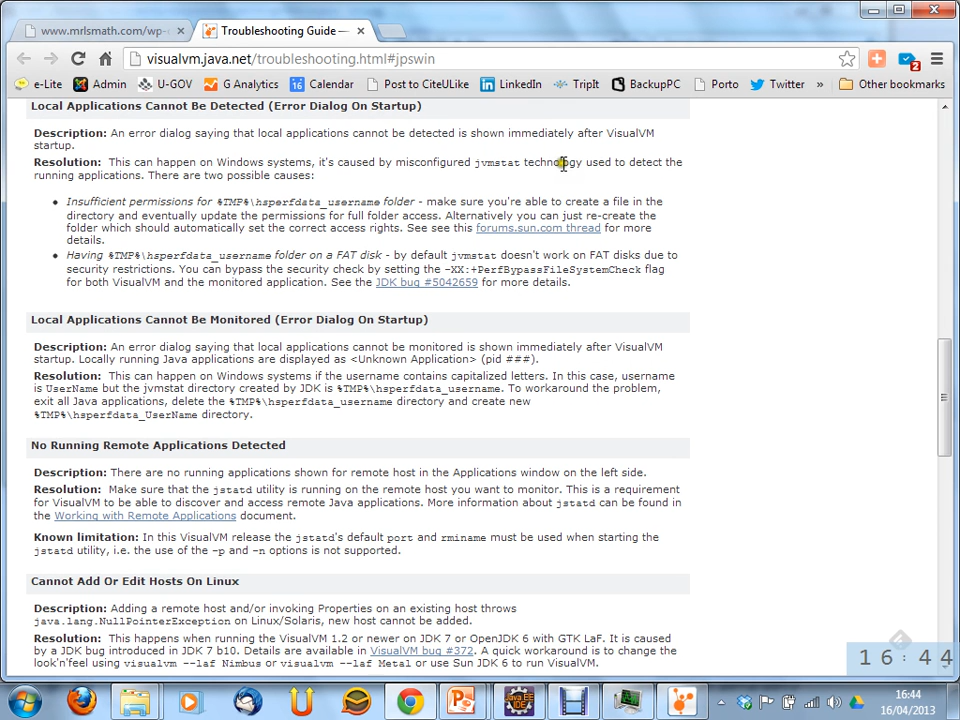 www.mrlsmath.com/wp-
Troubleshooting Guide —
visualvm.java.net/troubleshooting.html#jpswin
2
e-Lite
Admin
U-GOV
G Analytics
16 Calendar
Post to CiteULike
LinkedIn
TripIt
BackupPC
Porto
Twitter
»
Other bookmarks
Local Applications Cannot Be Detected (Error Dialog On Startup)
Description: An error dialog saying that local applications cannot be detected is shown immediately after VisualVM
startup.
Resolution: This can happen on Windows systems, it's caused by misconfigured jvmstat technology used to detect the
running applications. There are two possible causes:
• Insufficient permissions for %TMP%\hsperfdata_username folder - make sure you're able to create a file in the
directory and eventually update the permissions for full folder access. Alternatively you can just re-create the
folder which should automatically set the correct access rights. See see this forums.sun.com thread for more
details.
• Having %TMP%\hsperfdata_username folder on a FAT disk - by default jvmstat doesn't work on FAT disks due to
security restrictions. You can bypass the security check by setting the -XX:+PerfBypassFileSystemCheck flag
for both VisualVM and the monitored application. See the JDK bug #5042659 for more details.
Local Applications Cannot Be Monitored (Error Dialog On Startup)
Description: An error dialog saying that local applications cannot be monitored is shown immediately after VisualVM
startup. Locally running Java applications are displayed as <Unknown Application> (pid ###).
Resolution: This can happen on Windows systems if the username contains capitalized letters. In this case, username
is UserName but the jvmstat directory created by JDK is %TMP%\hsperfdata_username. To workaround the problem,
exit all Java applications, delete the %TMP%\hsperfdata_username directory and create new
%TMP%\hsperfdata_UserName directory.
No Running Remote Applications Detected
Description: There are no running applications shown for remote host in the Applications window on the left side.
Resolution: Make sure that the jstatd utility is running on the remote host you want to monitor. This is a requirement
for VisualVM to be able to discover and access remote Java applications. More information about jstatd can be found in
the Working with Remote Applications document.
Known limitation: In this VisualVM release the jstatd's default port and rminame must be used when starting the
jstatd utility, i.e. the use of the -p and -n options is not supported.
Cannot Add Or Edit Hosts On Linux
Description: Adding a remote host and/or invoking Properties on an existing host throws
java.lang.NullPointerException on Linux/Solaris, new host cannot be added.
Resolution: This happens when running the VisualVM 1.2 or newer on JDK 7 or OpenJDK 6 with GTK LaF. It is caused
by a JDK bug introduced in JDK 7 b10. Details are available in VisualVM bug #372. A quick workaround is to change the
look'n'feel using visualvm --laf Nimbus or visualvm --laf Metal or use Sun JDK 6 to run VisualVM.
16:44
Java EE
IDE
16:44
16/04/2013